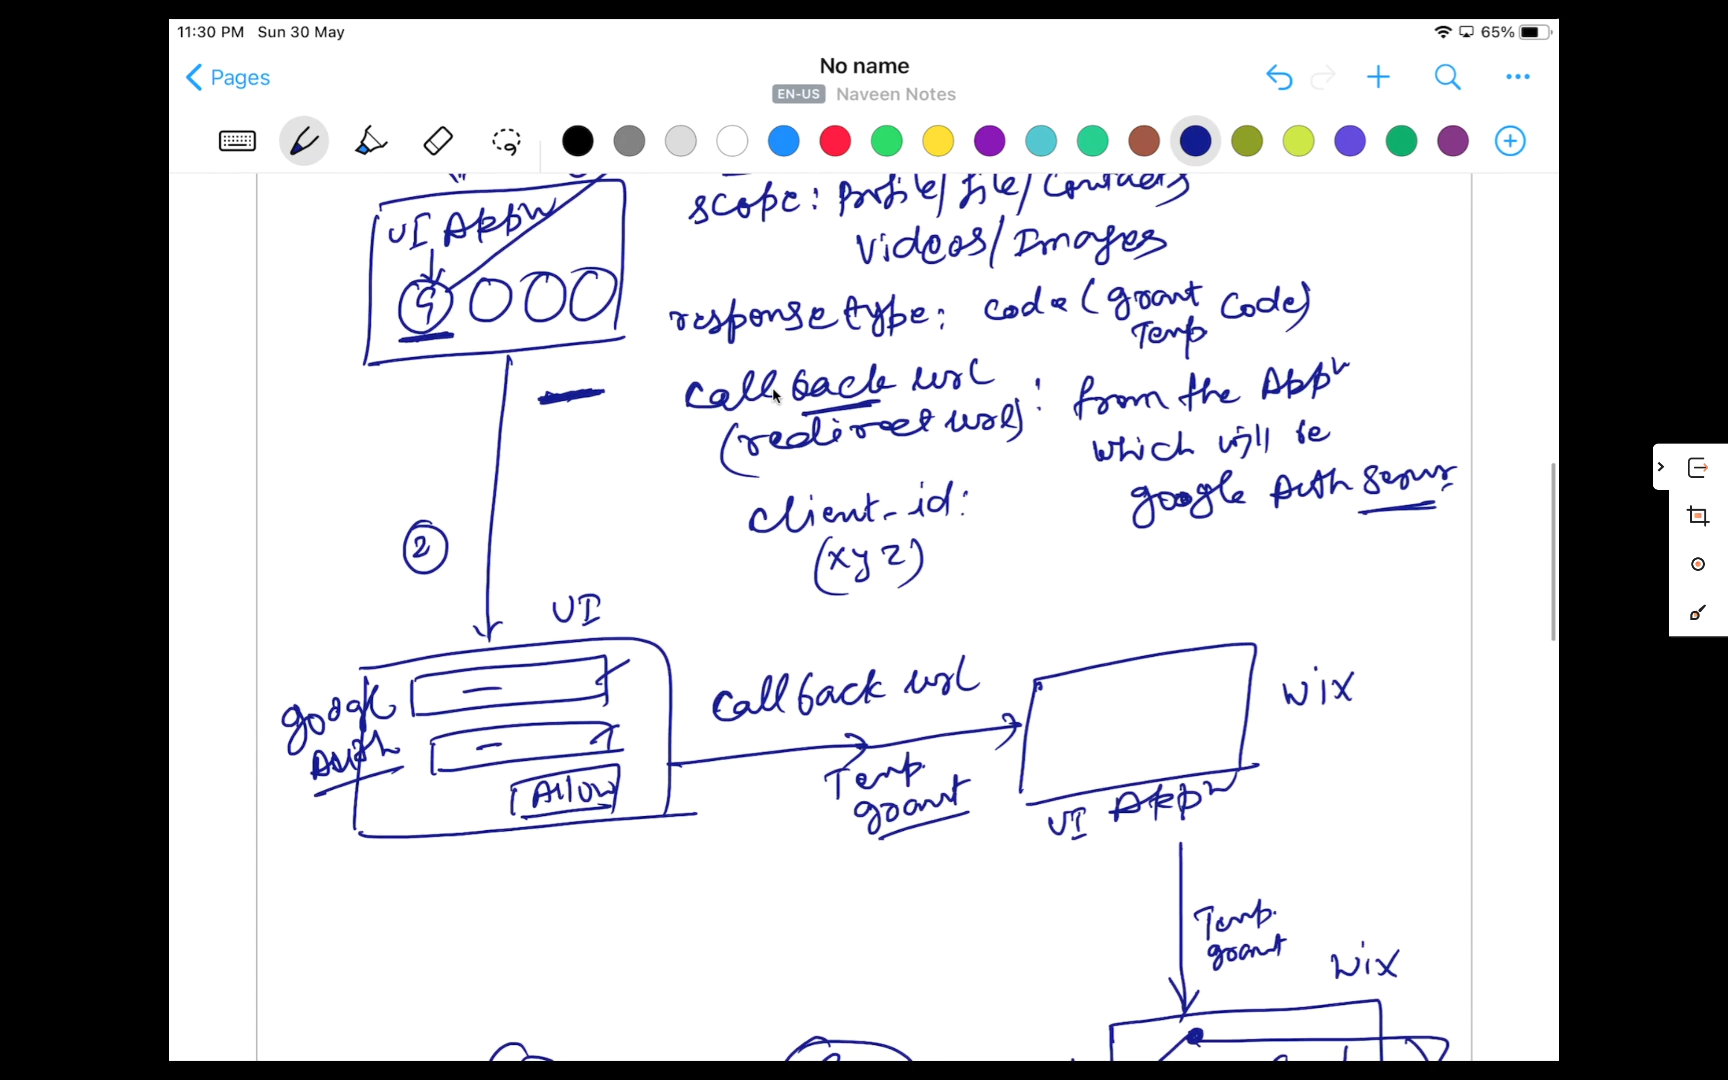 11:30 PM Sun 30 May
65%
Pages
No name
EN-US Naveen Notes
UI Appn
G
scope: Profile/file/Contacts
Videos/Images
response type: code (grant Code)
Temp
Call back url
(redirect url) : from the Appn
which will be
google Auth Server
client-id:
(xyz)
2
UI
google
Auth
Allow
Call back url
Temp.
grant
Wix
UI Appn
Temp.
grant
Wix